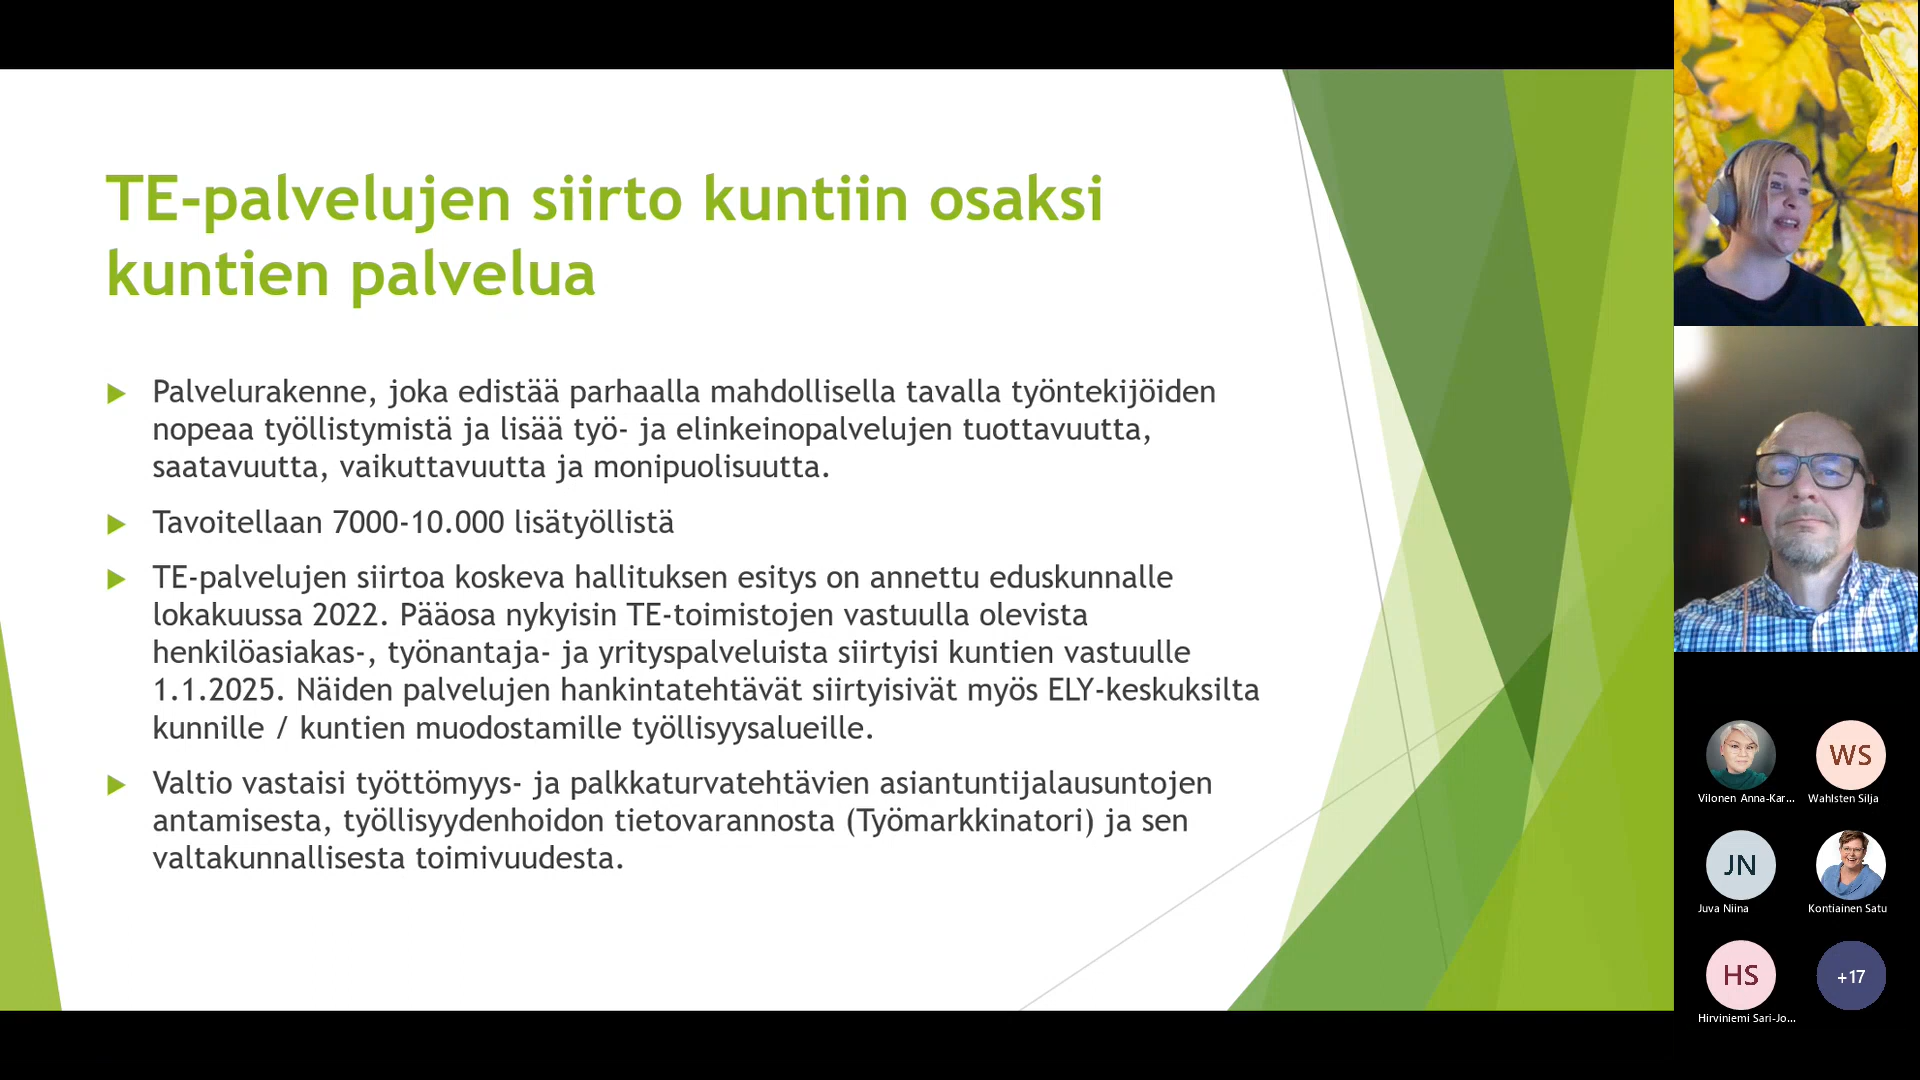 TE-palvelujen siirto kuntiin osaksi
kuntien palvelua
Palvelurakenne, joka edistää parhaalla mahdollisella tavalla työntekijöiden
nopeaa työllistymistä ja lisää työ- ja elinkeinopalvelujen tuottavuutta,
saatavuutta, vaikuttavuutta ja monipuolisuutta.
Tavoitellaan 7000-10.000 lisätyöllistä
TE-palvelujen siirtoa koskeva hallituksen esitys on annettu eduskunnalle
lokakuussa 2022. Pääosa nykyisin TE-toimistojen vastuulla olevista
henkilöasiakas-, työnantaja- ja yrityspalveluista siirtyisi kuntien vastuulle
1.1.2025. Näiden palvelujen hankintatehtävät siirtyisivät myös ELY-keskuksilta
kunnille / kuntien muodostamille työllisyysalueille.
Valtio vastaisi työttömyys- ja palkkaturvatehtävien asiantuntijalausuntojen
antamisesta, työllisyydenhoidon tietovarannosta (Työmarkkinatori) ja sen
valtakunnallisesta toimivuudesta.
Vilonen Anna-Kar...
WS
Wahlsten Silja
JN
Juva Niina
Kontiainen Satu
HS
Hirviniemi Sari-Jo...
+17